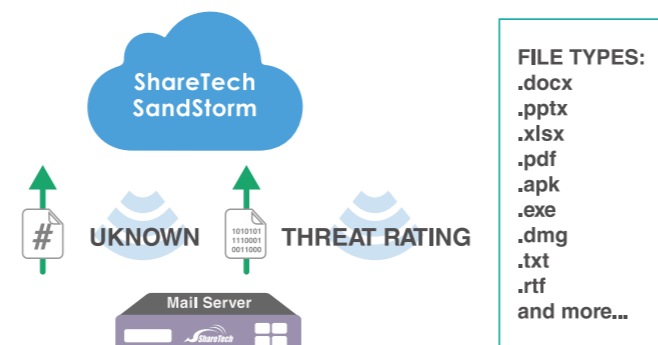 ShareTech
SandStorm
#
UKNOWN
1010101
1110001
0011000
THREAT RATING
Mail Server
ShareTech
FILE TYPES:
.docx
.pptx
.xlsx
.pdf
.apk
.exe
.dmg
.txt
.rtf
and more...